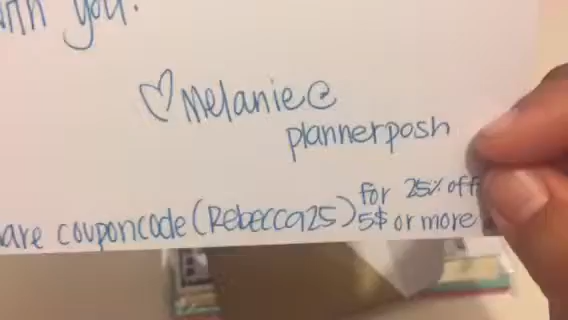 with you!
♡Melanie@
plannerposh
are couponcode (Rebecca25) for 25% off
5$ or more